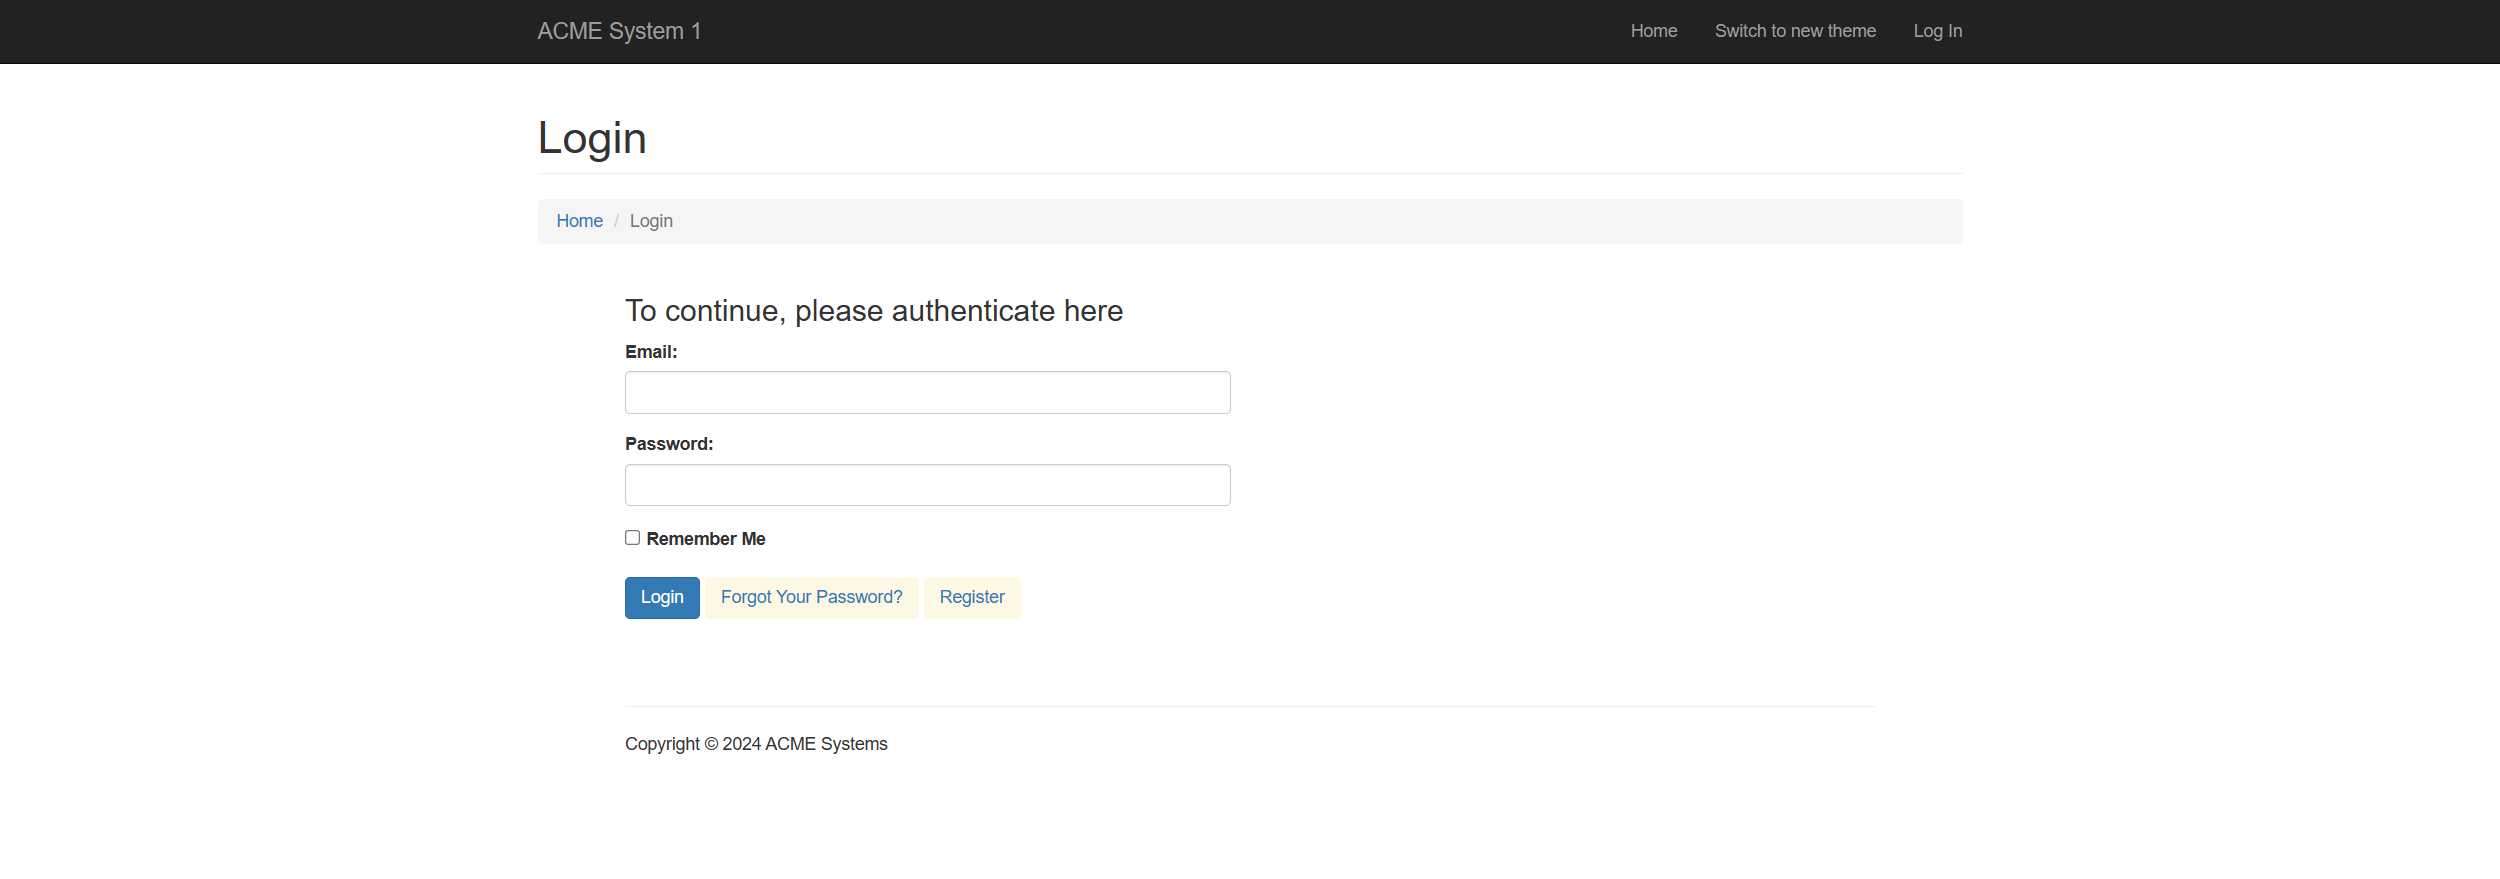 ACME System 1 Home Switch to new theme Log In
Login
Home / Login
To continue, please authenticate here
Email:
Password:
Remember Me
Login Forgot Your Password? Register
Copyright © 2024 ACME Systems